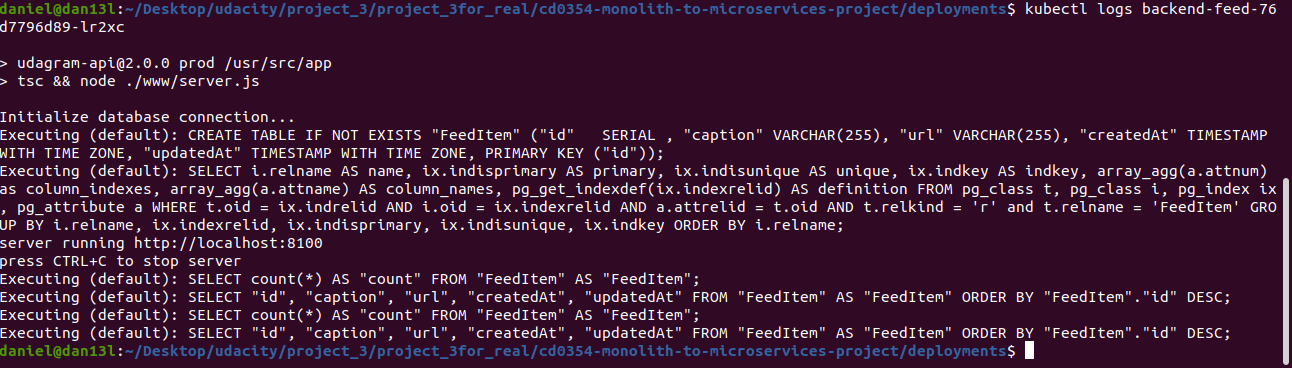 daniel@dan13l:~/Desktop/udacity/project_3/project_3for_real/cd0354-monolith-to-microservices-project/deployments$ kubectl logs backend-feed-76
d7796d89-lr2xc
> udagram-api@2.0.0 prod /usr/src/app
> tsc && node ./www/server.js
Initialize database connection...
Executing (default): CREATE TABLE IF NOT EXISTS "FeedItem" ("id"   SERIAL , "caption" VARCHAR(255), "url" VARCHAR(255), "createdAt" TIMESTAMP
WITH TIME ZONE, "updatedAt" TIMESTAMP WITH TIME ZONE, PRIMARY KEY ("id"));
Executing (default): SELECT i.relname AS name, ix.indisprimary AS primary, ix.indisunique AS unique, ix.indkey AS indkey, array_agg(a.attnum)
as column_indexes, array_agg(a.attname) AS column_names, pg_get_indexdef(ix.indexrelid) AS definition FROM pg_class t, pg_class i, pg_index ix
, pg_attribute a WHERE t.oid = ix.indrelid AND i.oid = ix.indexrelid AND a.attrelid = t.oid AND t.relkind = 'r' and t.relname = 'FeedItem' GRO
UP BY i.relname, ix.indexrelid, ix.indisprimary, ix.indisunique, ix.indkey ORDER BY i.relname;
server running http://localhost:8100
press CTRL+C to stop server
Executing (default): SELECT count(*) AS "count" FROM "FeedItem" AS "FeedItem";
Executing (default): SELECT "id", "caption", "url", "createdAt", "updatedAt" FROM "FeedItem" AS "FeedItem" ORDER BY "FeedItem"."id" DESC;
Executing (default): SELECT count(*) AS "count" FROM "FeedItem" AS "FeedItem";
Executing (default): SELECT "id", "caption", "url", "createdAt", "updatedAt" FROM "FeedItem" AS "FeedItem" ORDER BY "FeedItem"."id" DESC;
daniel@dan13l:~/Desktop/udacity/project_3/project_3for_real/cd0354-monolith-to-microservices-project/deployments$